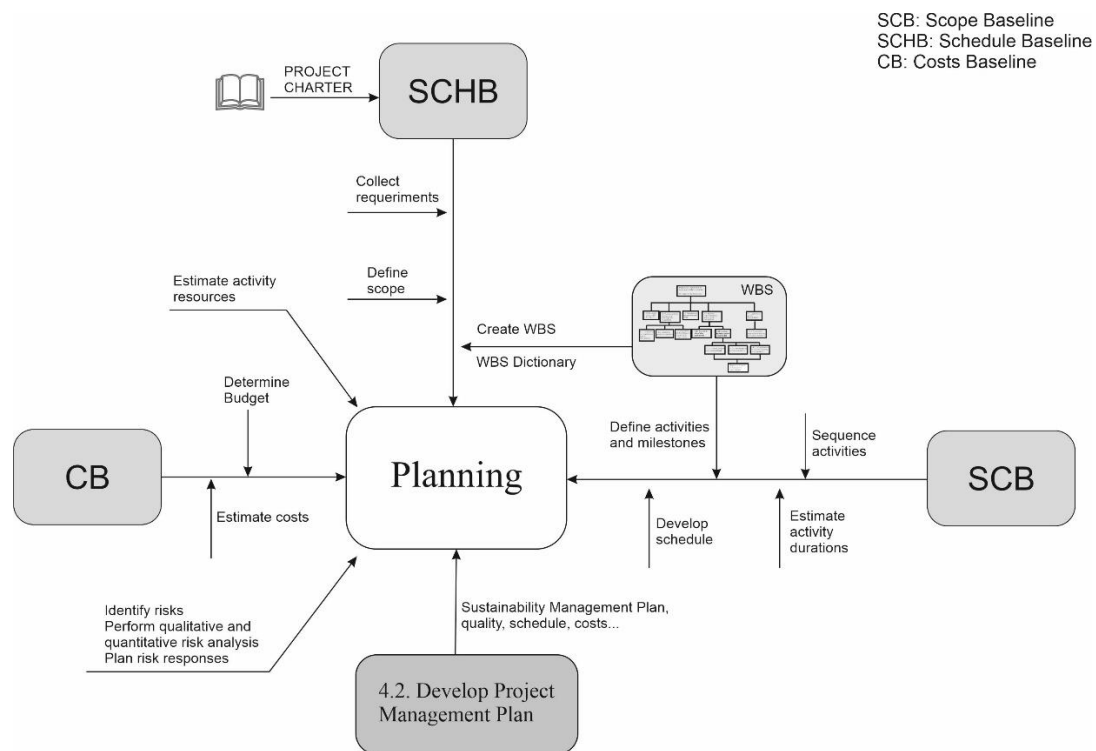 SCB: Scope Baseline
SCHB: Schedule Baseline
CB: Costs Baseline
PROJECT
CHARTER
SCHB
Collect
requeriments
Define
scope
Estimate activity
resources
WBS
Create WBS
WBS Dictionary
Determine
Budget
Define activities
and milestones
Sequence
activities
CB
Planning
SCB
Estimate costs
Develop
schedule
Estimate
activity
durations
Identify risks
Perform qualitative and
quantitative risk analysis
Plan risk responses
Sustainability Management Plan,
quality, schedule, costs...
4.2. Develop Project
Management Plan